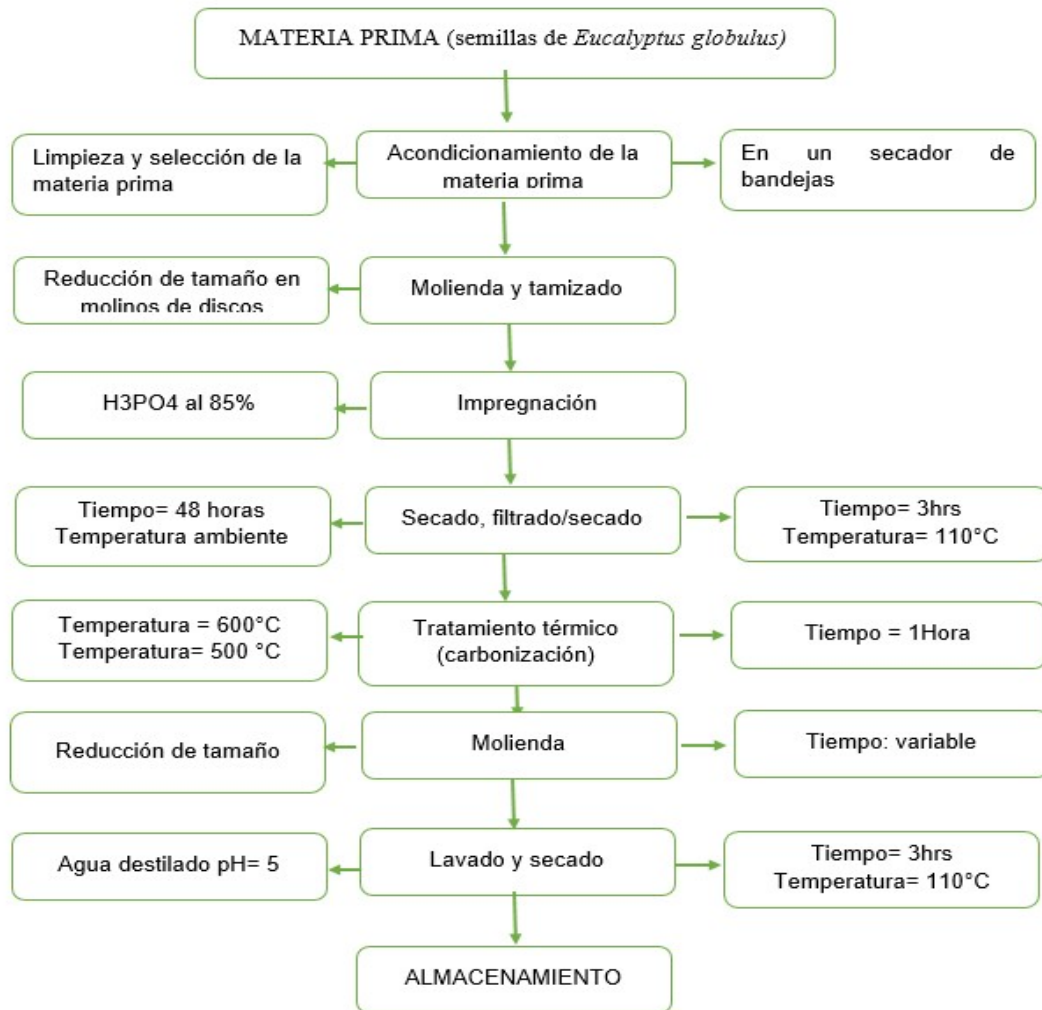 MATERIA PRIMA (semillas de Eucalyptus globulus)
Limpieza y selección de la
materia prima
Acondicionamiento de la
materia prima
En un secador de
bandejas
Reducción de tamaño en
molinos de discos
Molienda y tamizado
H3PO4 al 85%
Impregnación
Tiempo= 48 horas
Temperatura ambiente
Secado, filtrado/secado
Tiempo= 3hrs
Temperatura= 110°C
Temperatura = 600°C
Temperatura= 500 °C
Tratamiento térmico
(carbonización)
Tiempo = 1Hora
Reducción de tamaño
Molienda
Tiempo: variable
Agua destilado pH= 5
Lavado y secado
Tiempo= 3hrs
Temperatura= 110°C
ALMACENAMIENTO